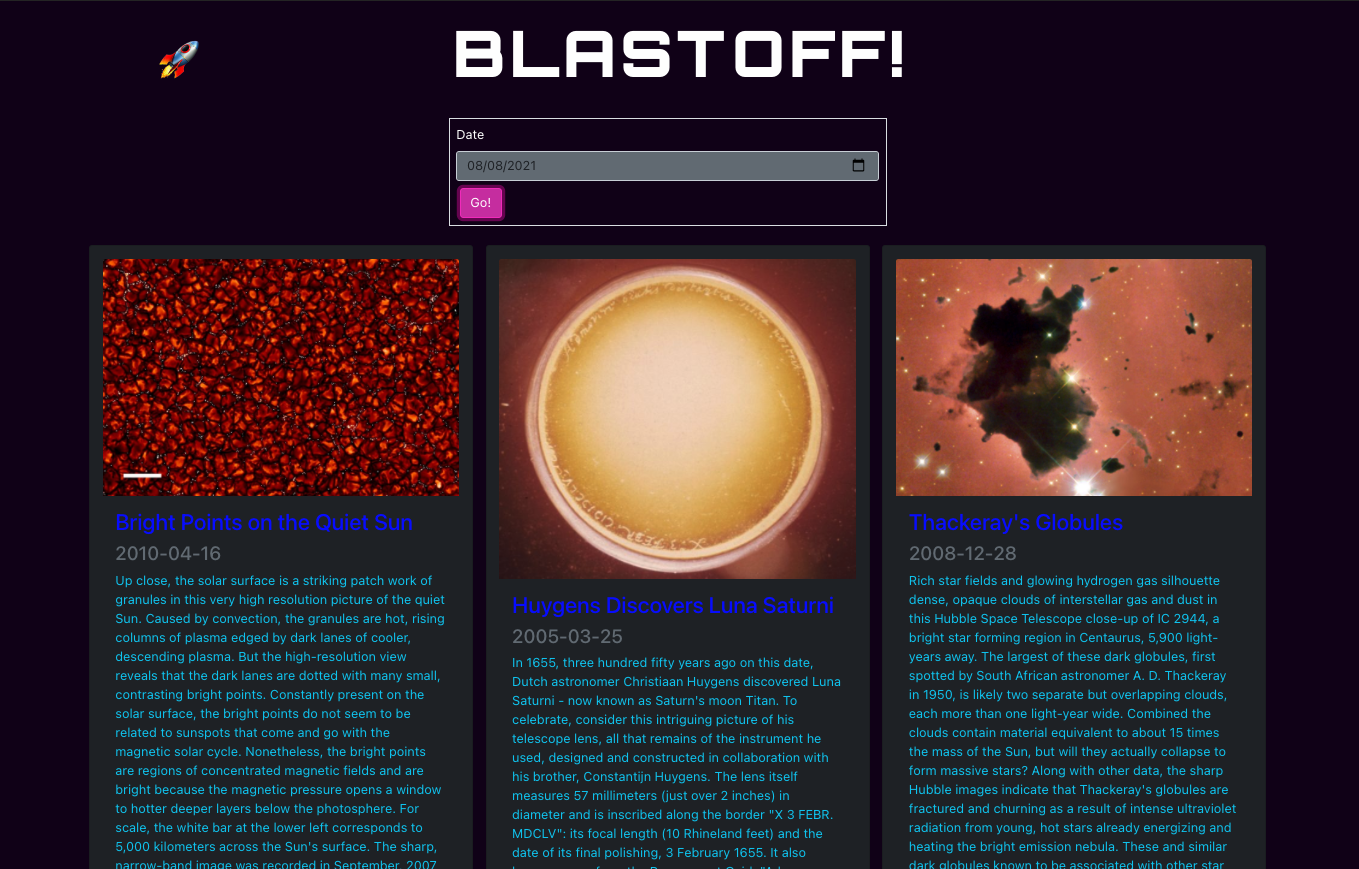 BLASTOFF!
Date
08/08/2021
Go!
Bright Points on the Quiet Sun
2010-04-16
Up close, the solar surface is a striking patch work of
granules in this very high resolution picture of the quiet
Sun. Caused by convection, the granules are hot, rising
columns of plasma edged by dark lanes of cooler,
descending plasma. But the high-resolution view
reveals that the dark lanes are dotted with many small,
contrasting bright points. Constantly present on the
solar surface, the bright points do not seem to be
related to sunspots that come and go with the
magnetic solar cycle. Nonetheless, the bright points
are regions of concentrated magnetic fields and are
bright because the magnetic pressure opens a window
to hotter deeper layers below the photosphere. For
scale, the white bar at the lower left corresponds to
5,000 kilometers across the Sun's surface. The sharp,
narrow-band image was recorded in September, 2007
Huygens Discovers Luna Saturni
2005-03-25
In 1655, three hundred fifty years ago on this date,
Dutch astronomer Christiaan Huygens discovered Luna
Saturni - now known as Saturn's moon Titan. To
celebrate, consider this intriguing picture of his
telescope lens, all that remains of the instrument he
used, designed and constructed in collaboration with
his brother, Constantijn Huygens. The lens itself
measures 57 millimeters (just over 2 inches) in
diameter and is inscribed along the border "X 3 FEBR.
MDCLV": its focal length (10 Rhineland feet) and the
date of its final polishing, 3 February 1655. It also
Thackeray's Globules
2008-12-28
Rich star fields and glowing hydrogen gas silhouette
dense, opaque clouds of interstellar gas and dust in
this Hubble Space Telescope close-up of IC 2944, a
bright star forming region in Centaurus, 5,900 light-
years away. The largest of these dark globules, first
spotted by South African astronomer A. D. Thackeray
in 1950, is likely two separate but overlapping clouds,
each more than one light-year wide. Combined the
clouds contain material equivalent to about 15 times
the mass of the Sun, but will they actually collapse to
form massive stars? Along with other data, the sharp
Hubble images indicate that Thackeray's globules are
fractured and churning as a result of intense ultraviolet
radiation from young, hot stars already energizing and
heating the bright emission nebula. These and similar
dark globules known to be associated with other star